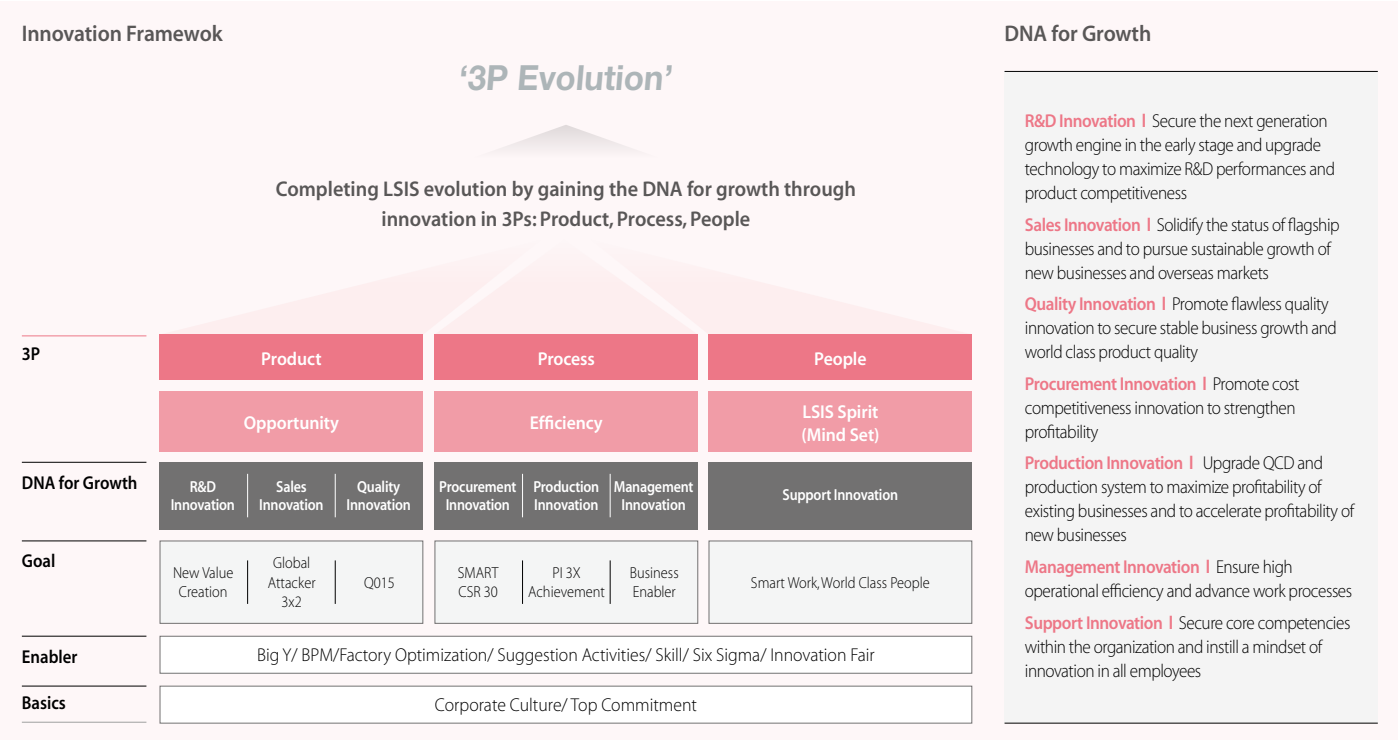 Innovation Framewok
'3P Evolution'
Completing LSIS evolution by gaining the DNA for growth through
innovation in 3Ps: Product, Process, People
3P
Product
Process
People
Opportunity
Efficiency
LSIS Spirit
(Mind Set)
DNA for Growth
R&D
Innovation
Sales
Innovation
Quality
Innovation
Procurement
Innovation
Production
Innovation
Management
Innovation
Support Innovation
Goal
New Value
Creation
Global
Attacker
3x2
Q015
SMART
CSR 30
PI 3X
Achievement
Business
Enabler
Smart Work, World Class People
Enabler
Big Y/ BPM/Factory Optimization/ Suggestion Activities/ Skill/ Six Sigma/ Innovation Fair
Basics
Corporate Culture/ Top Commitment
DNA for Growth
R&D Innovation l Secure the next generation
growth engine in the early stage and upgrade
technology to maximize R&D performances and
product competitiveness
Sales Innovation l Solidify the status of flagship
businesses and to pursue sustainable growth of
new businesses and overseas markets
Quality Innovation l Promote flawless quality
innovation to secure stable business growth and
world class product quality
Procurement Innovation l Promote cost
competitiveness innovation to strengthen
profitability
Production Innovation l Upgrade QCD and
production system to maximize profitability of
existing businesses and to accelerate profitability of
new businesses
Management Innovation l Ensure high
operational efficiency and advance work processes
Support Innovation l Secure core competencies
within the organization and instill a mindset of
innovation in all employees